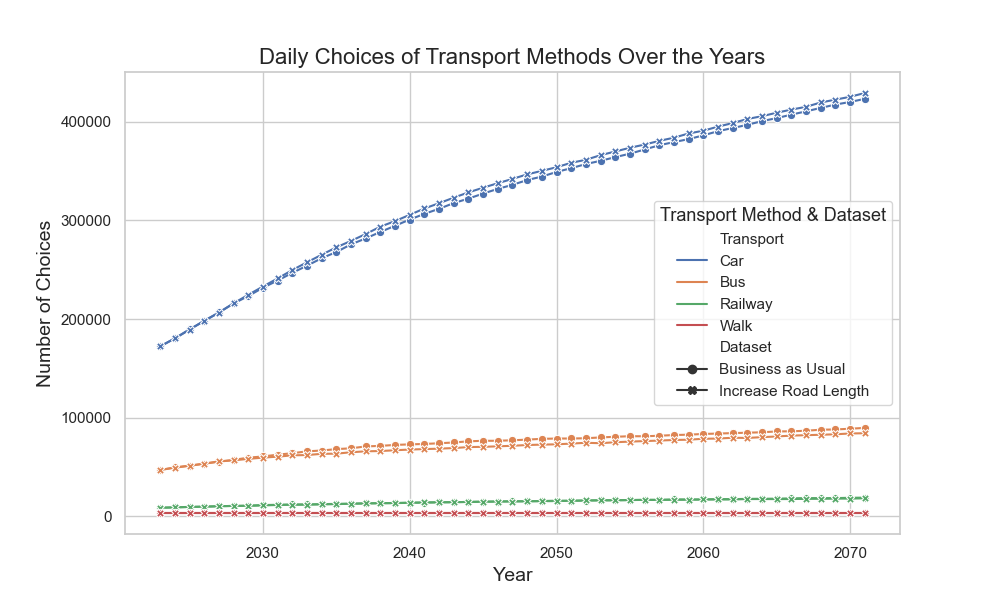 Daily Choices of Transport Methods Over the Years
Number of Choices
400000
300000
200000
100000
0
2030
2040
2050
2060
2070
Year
Transport Method & Dataset
Transport
Car
Bus
Railway
Walk
Dataset
Business as Usual
Increase Road Length